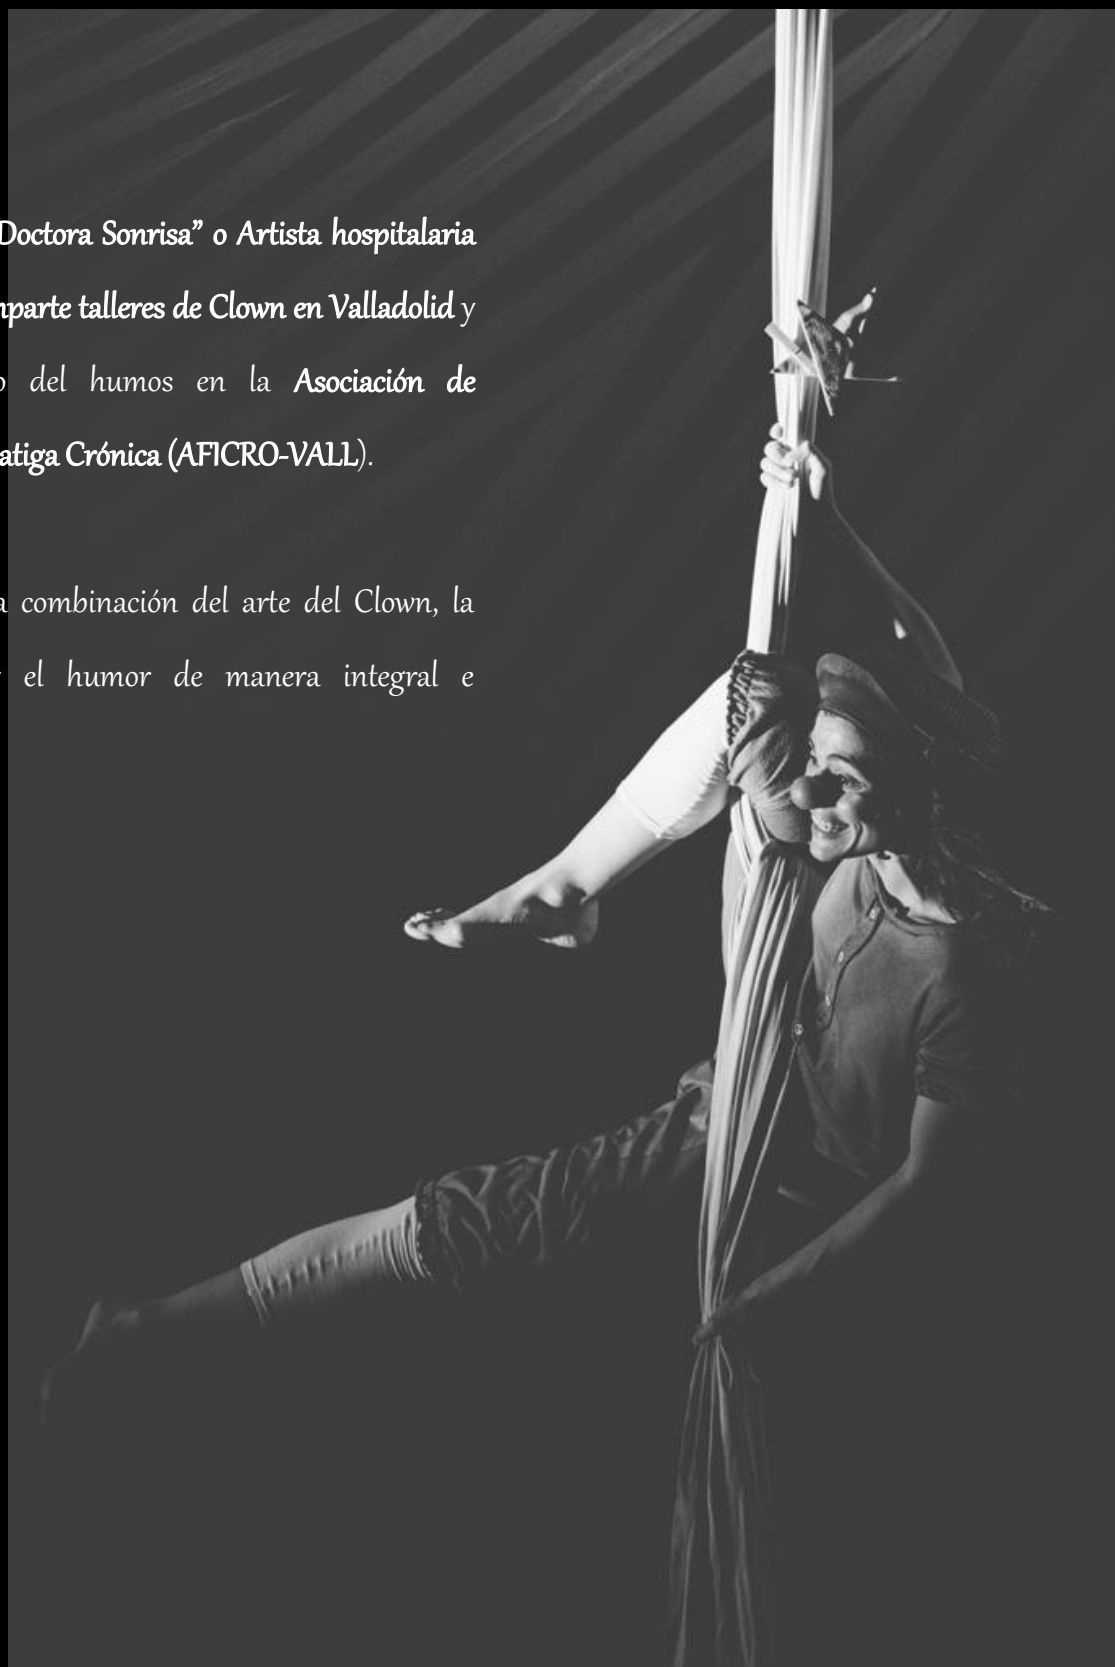 Doctora Sonrisa” o Artista hospitalaria
mparte talleres de Clown en Valladolid y
o del humos en la Asociación de
atiga Crónica (AFICRO-VALL).
a combinación del arte del Clown, la
el humor de manera integral e